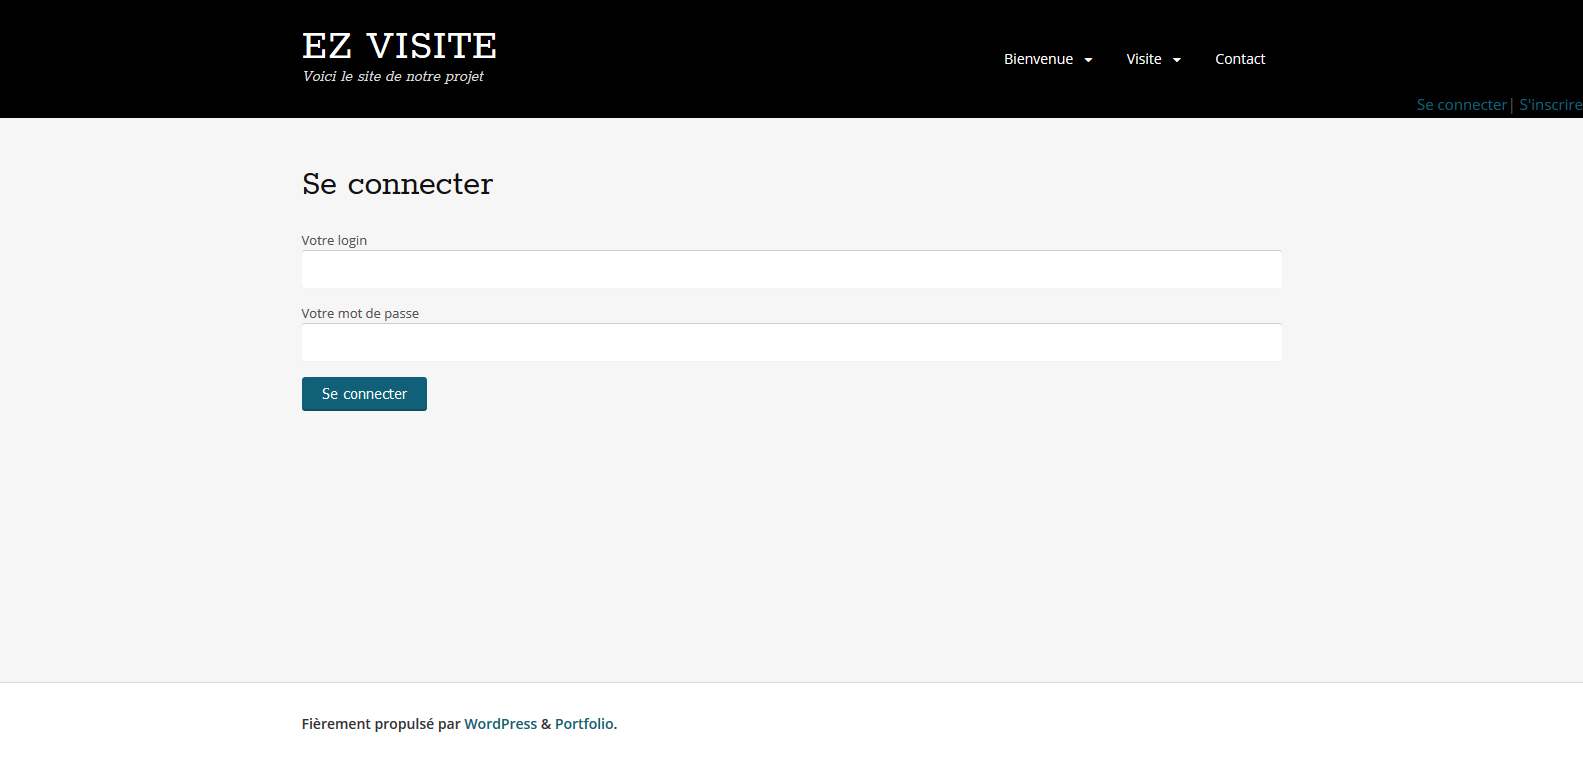 EZ VISITE
Voici le site de notre projet
Bienvenue Visite Contact
Se connecter| S'inscrire
Se connecter
Votre login
Votre mot de passe
Se connecter
Fièrement propulsé par WordPress & Portfolio.